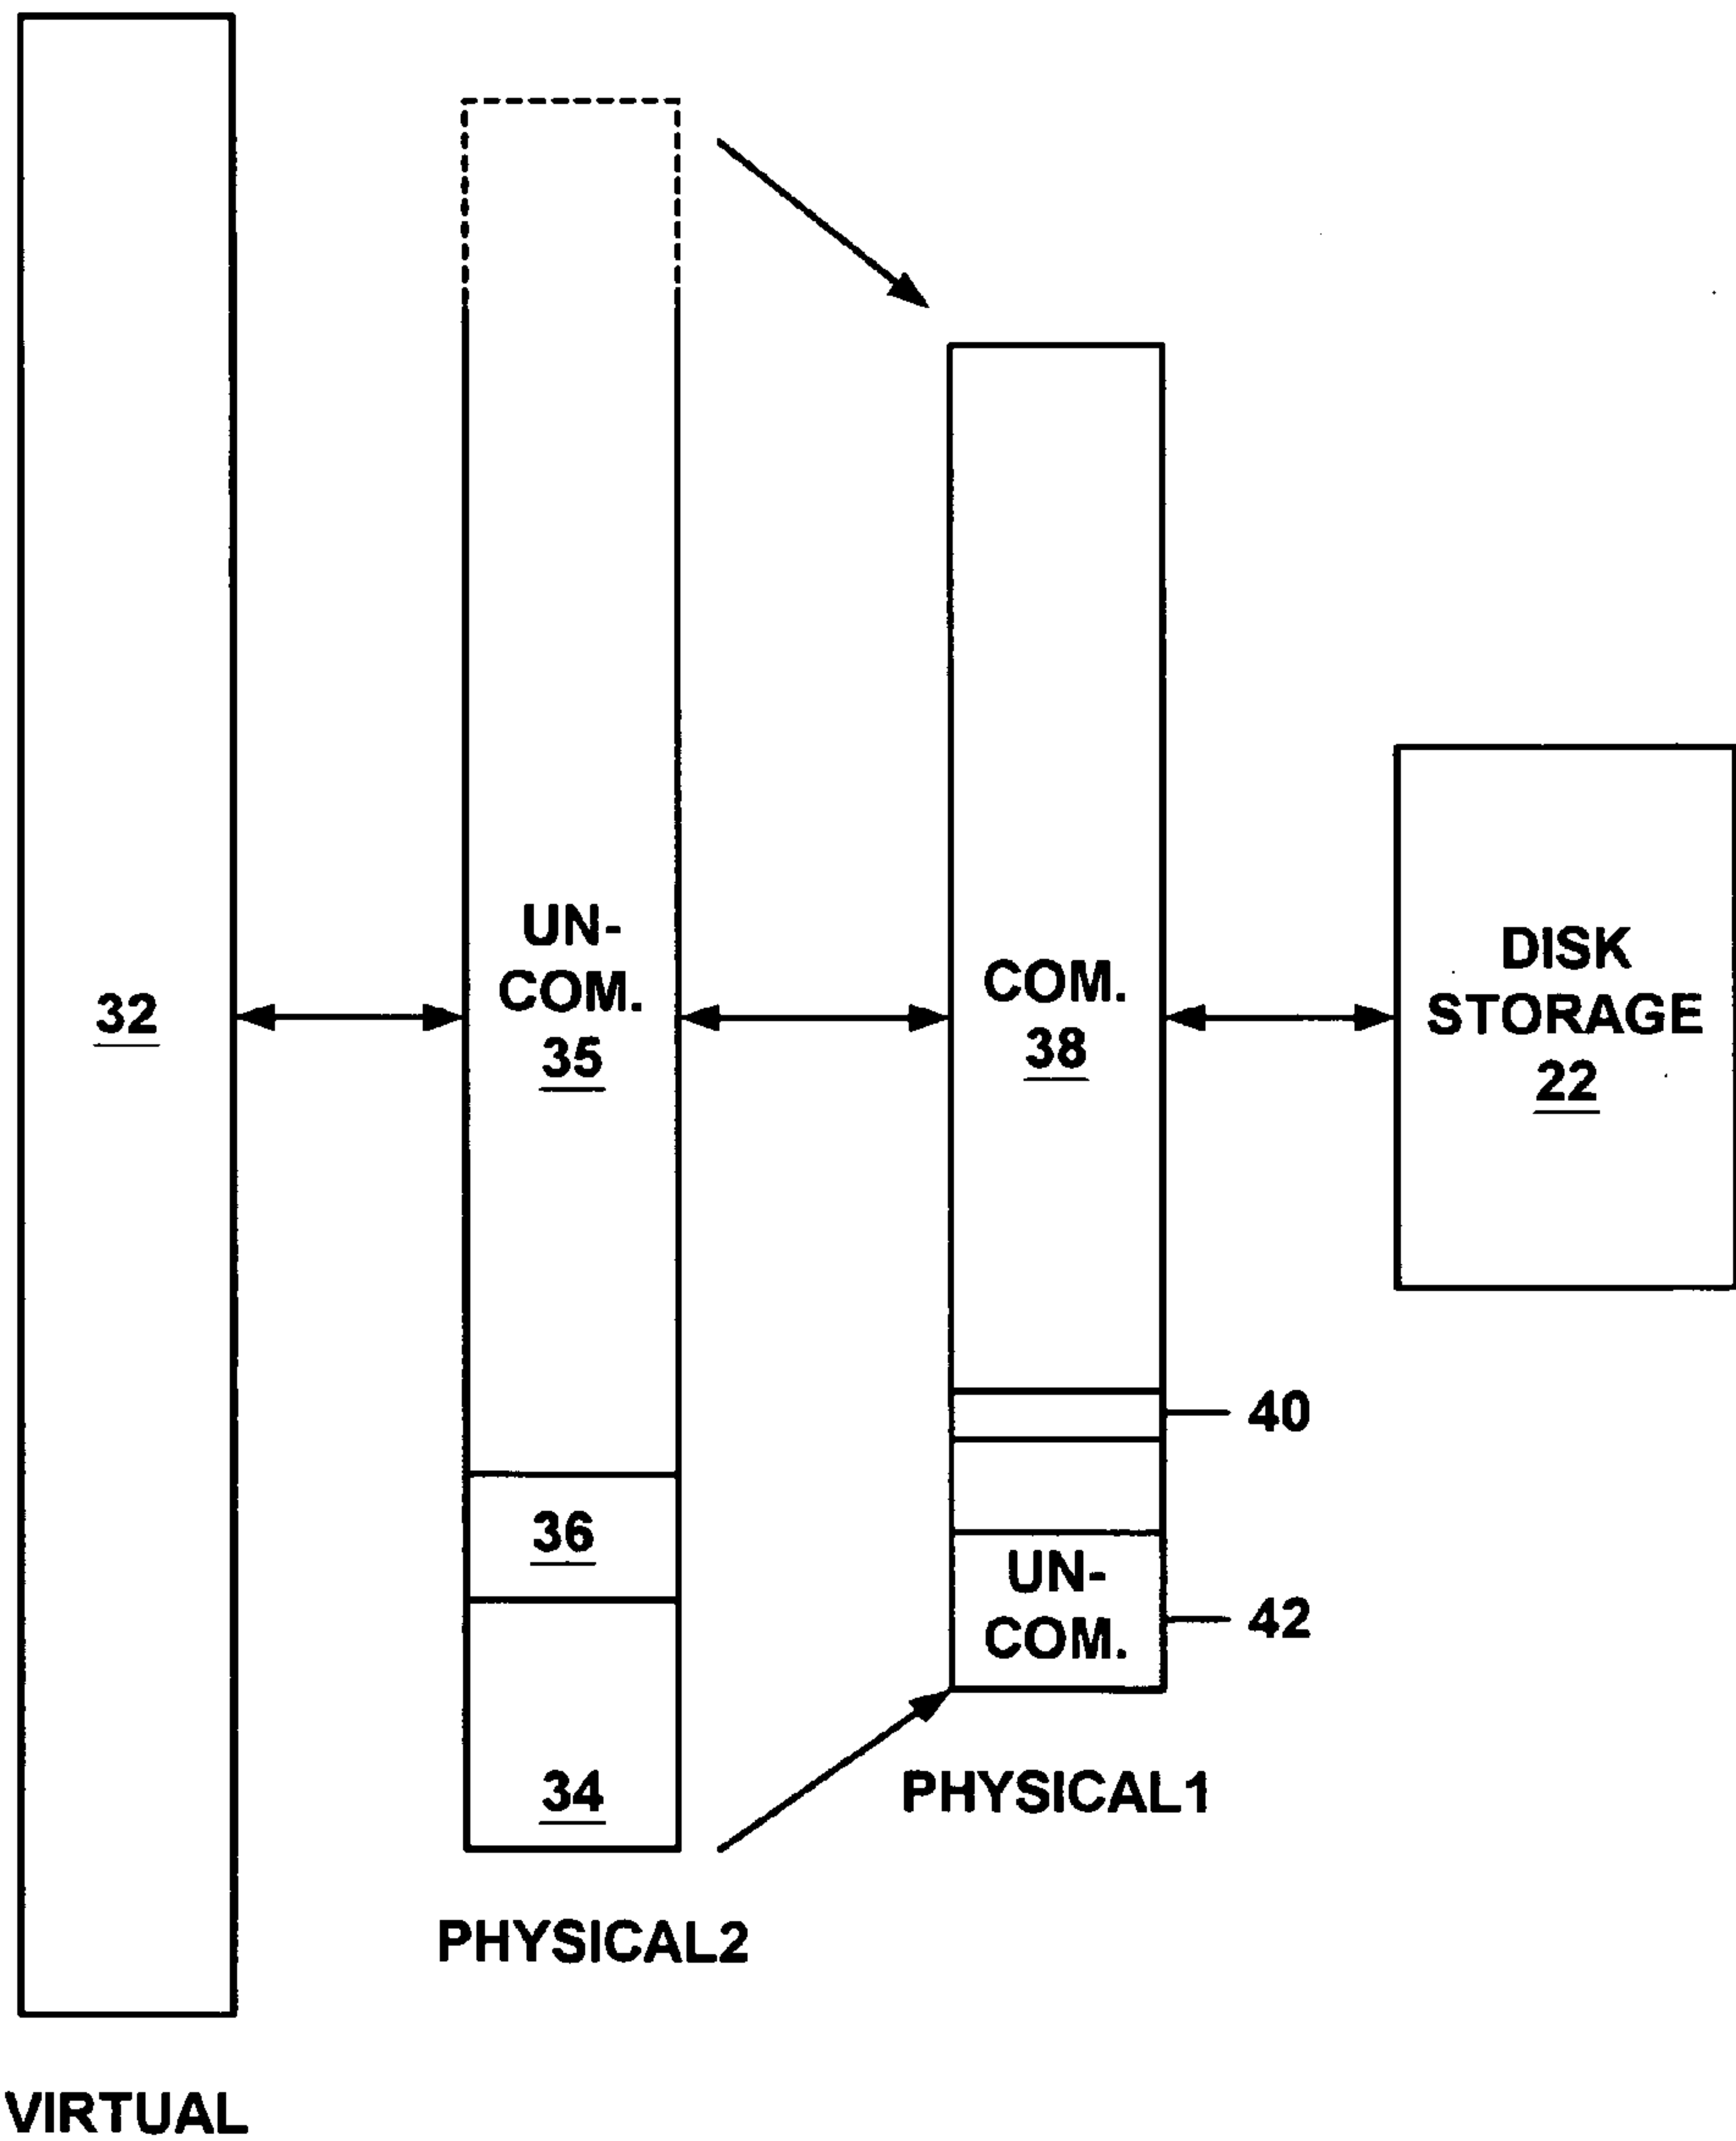 32
VIRTUAL
UN-
COM.
35
36
34
PHYSICAL2
COM.
38
40
UN-
COM.
42
PHYSICAL1
DISK
STORAGE
22